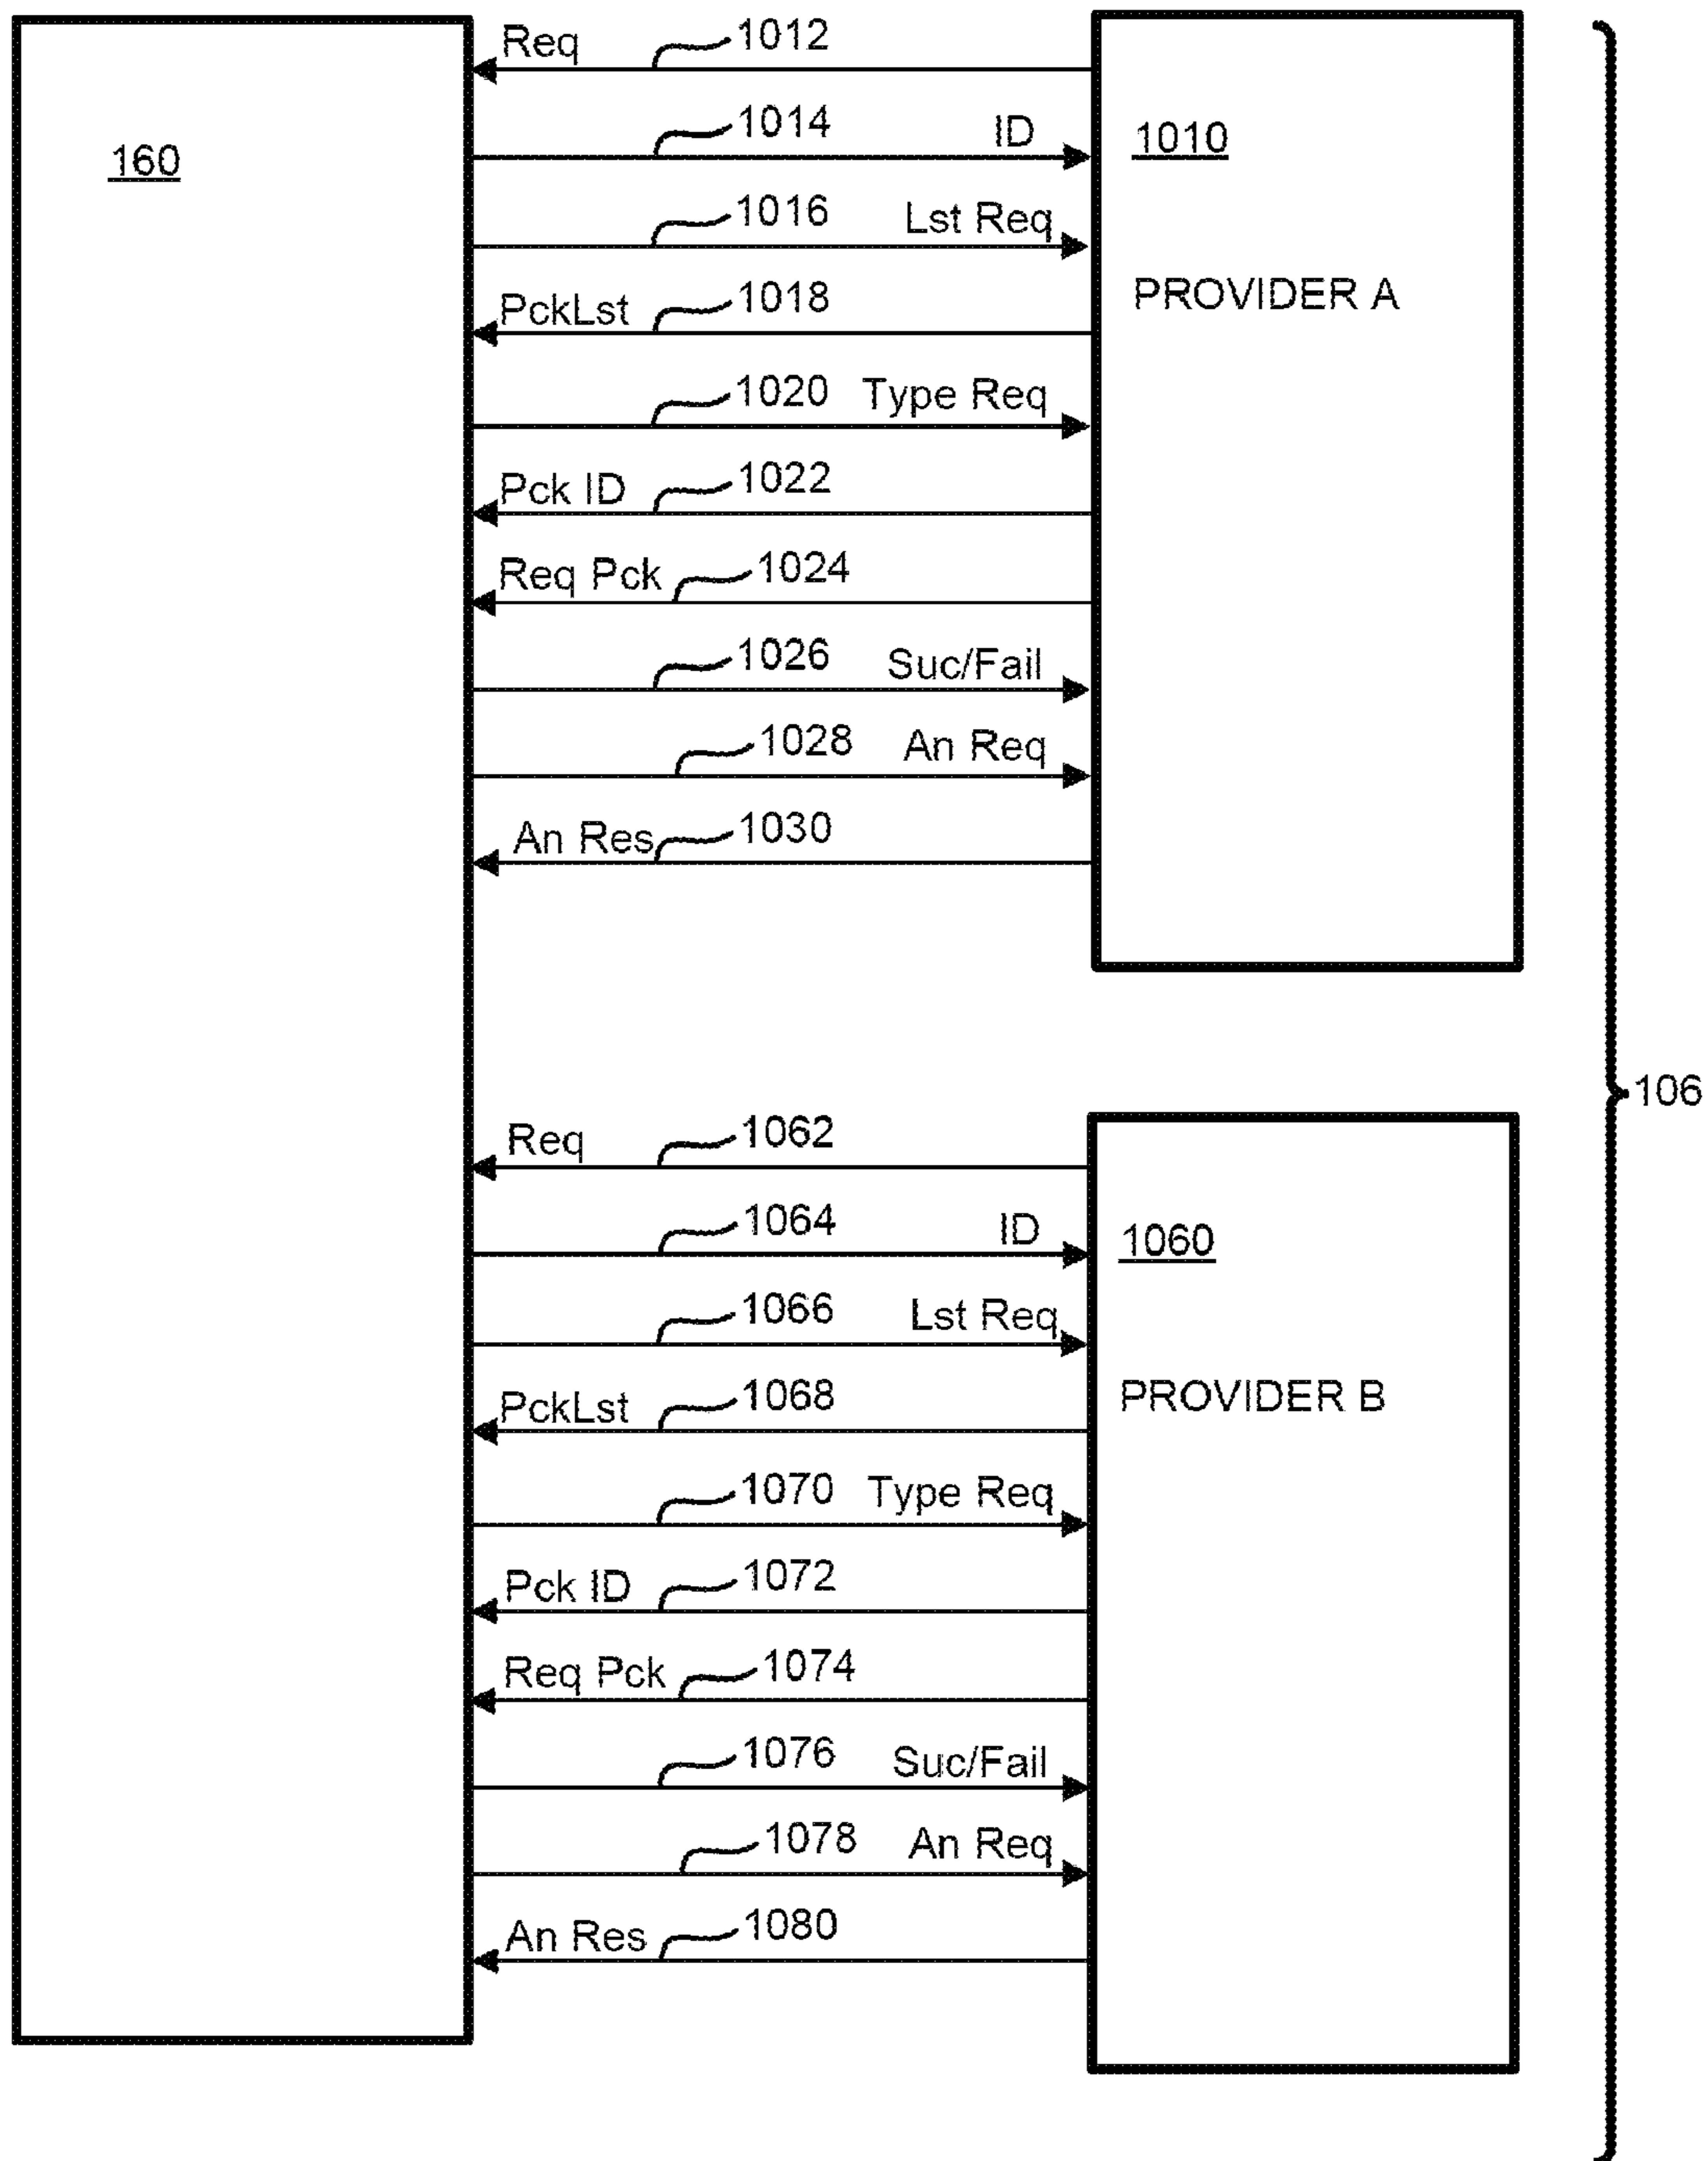 Req 1012
160
1014 ID
1010
1016 Lst Req
PROVIDER A
PckLst 1018
1020 Type Req
Pck ID 1022
Req Pck 1024
1026 Suc/Fail
1028 An Req
An Res 1030
106
Req 1062
1064 ID
1060
1066 Lst Req
PROVIDER B
PckLst 1068
1070 Type Req
Pck ID 1072
Req Pck 1074
1076 Suc/Fail
1078 An Req
An Res 1080